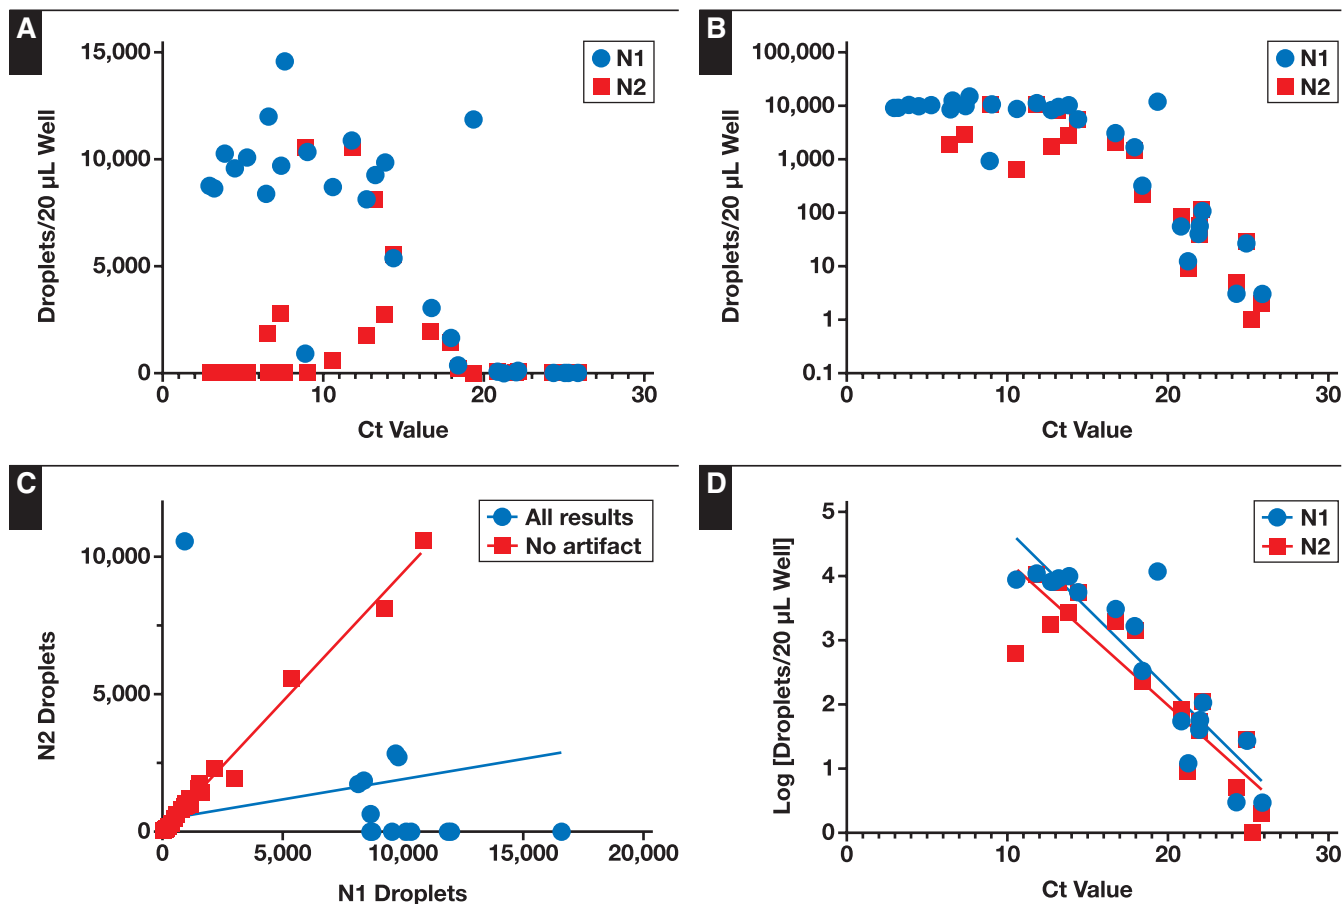 A
15,000
10,000
5,000
0
0
10
20
30
Droplets/20 µL Well
Ct Value
N1
N2
B
100,000
10,000
1,000
100
10
1
0.1
0
10
20
30
Droplets/20 µL Well
Ct Value
N1
N2
C
10,000
5,000
0
0
5,000
10,000
15,000
20,000
N2 Droplets
N1 Droplets
All results
No artifact
D
5
4
3
2
1
0
0
10
20
30
Log [Droplets/20 µL Well]
Ct Value
N1
N2